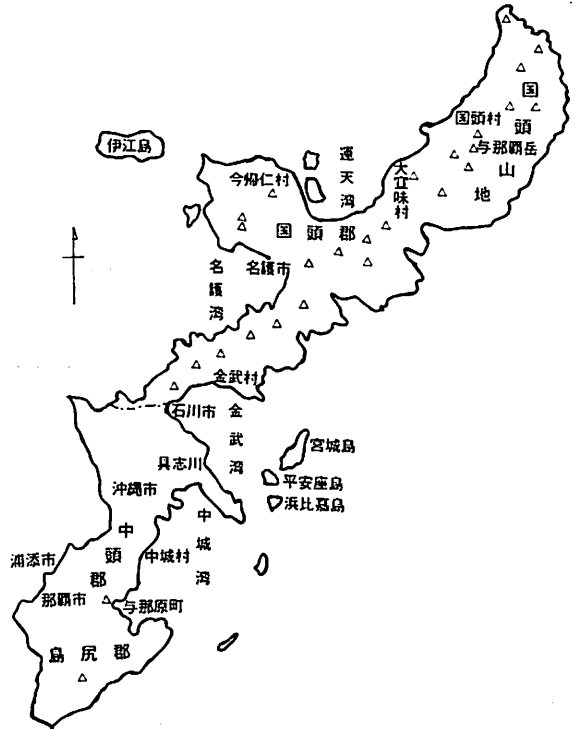 国頭山地
国頭村
与那覇岳
伊江島
運天湾
今帰仁村
大宜味村
国頭郡
名護市
名護湾
金武村
石川市
金武湾
宮城島
具志川
平安座島
浜比嘉島
沖縄市
中頭郡
中城湾
浦添市
中城村
那覇市
与那原町
島尻郡